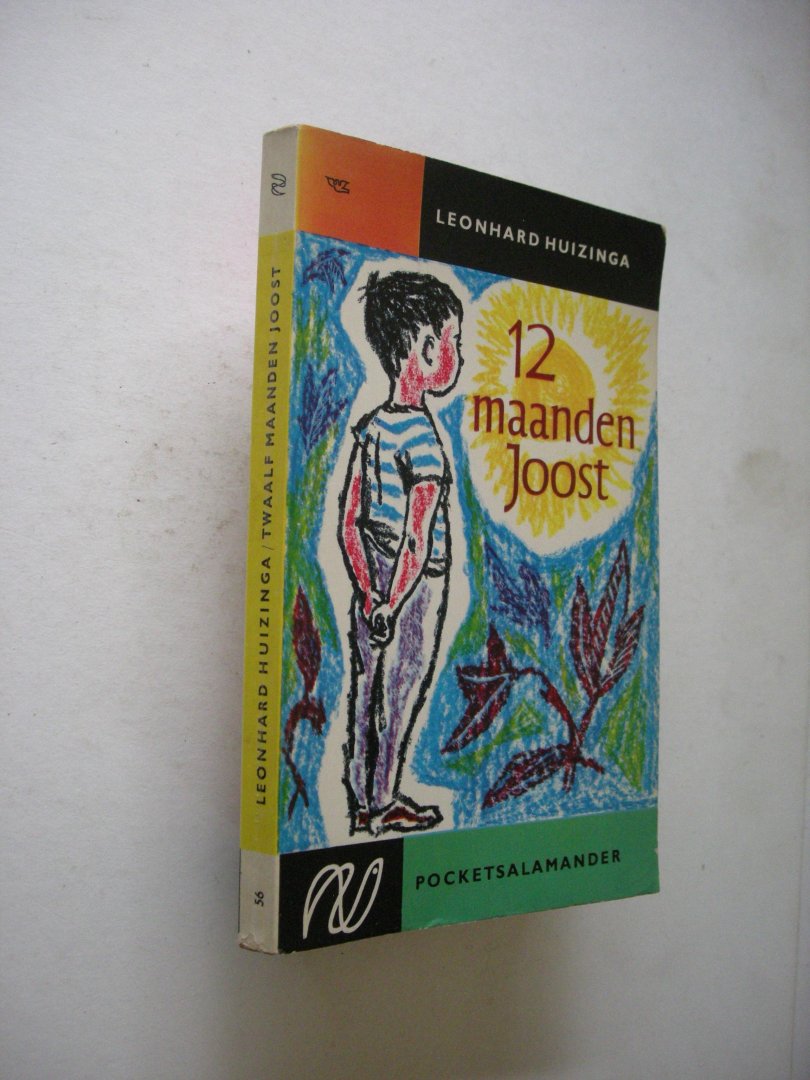 LEONHARD HUIZINGA
12
maanden
Joost
POCKETSALAMANDER
LEONHARD HUIZINGA / TWAALF MAANDEN JOOST
56